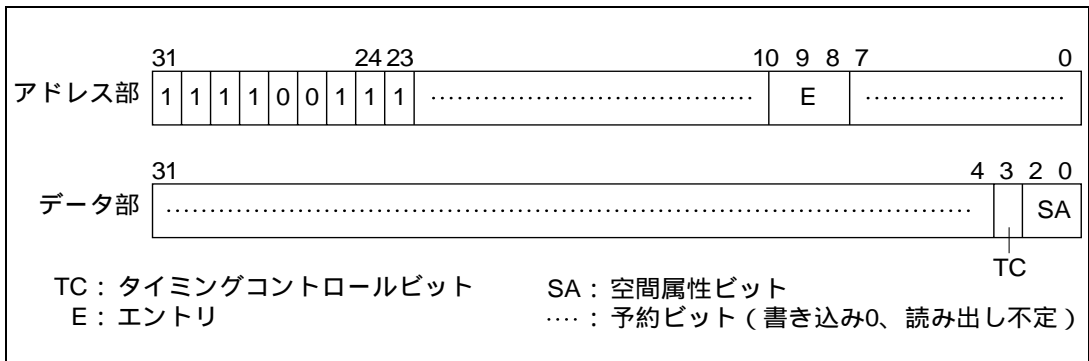 31 24 23 10 9 8 7 0
アドレス部 1 1 1 1 0 0 1 1 1 ‥‥‥‥‥‥‥‥‥‥‥‥ E ‥‥‥‥‥‥‥‥
31 4 3 2 0
データ部 ‥‥‥‥‥‥‥‥‥‥‥‥‥‥‥‥‥‥‥‥‥‥‥‥ SA
TC
TC：タイミングコントロールビット SA：空間属性ビット
E：エントリ ‥‥：予約ビット（書き込み0、読み出し不定）